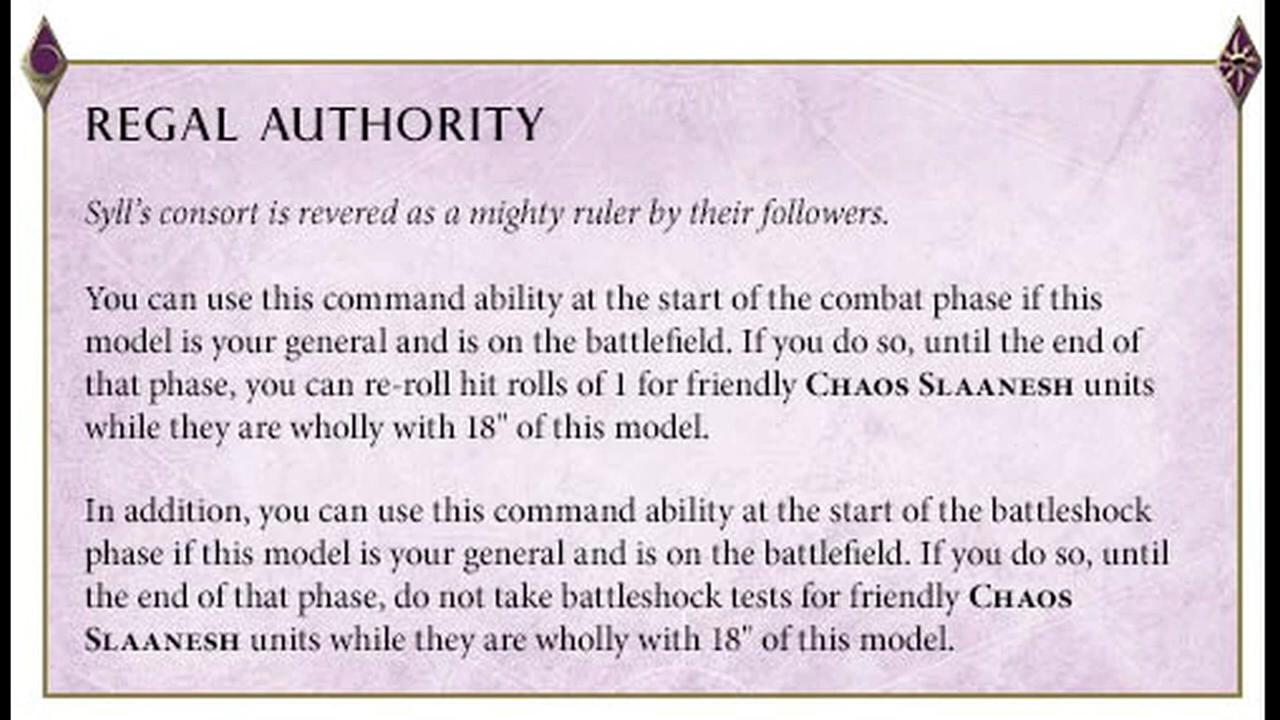 REGAL AUTHORITY
Syll's consort is revered as a mighty ruler by their followers.
You can use this command ability at the start of the combat phase if this
model is your general and is on the battlefield. If you do so, until the end of
that phase, you can re-roll hit rolls of 1 for friendly CHAOS SLAANESH units
while they are wholly with 18" of this model.
In addition, you can use this command ability at the start of the battleshock
phase if this model is your general and is on the battlefield. If you do so, until
the end of that phase, do not take battleshock tests for friendly CHAOS
SLAANESH units while they are wholly with 18" of this model.